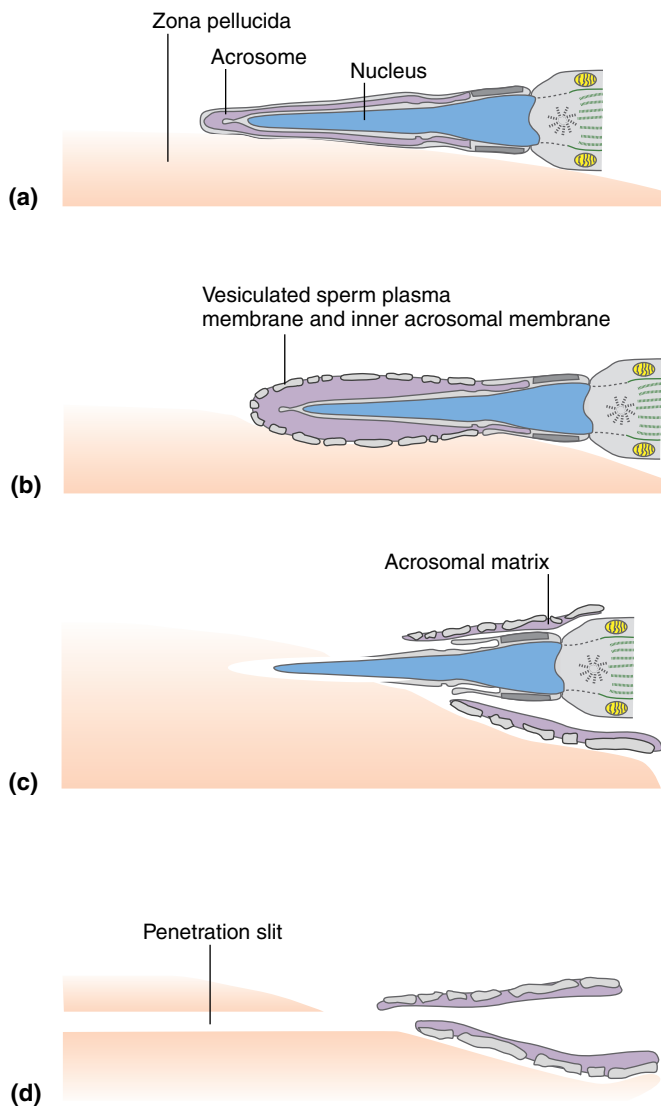 Zona pellucida
Acrosome
Nucleus
(a)
Vesiculated sperm plasma
membrane and inner acrosomal membrane
(b)
Acrosomal matrix
(c)
Penetration slit
(d)